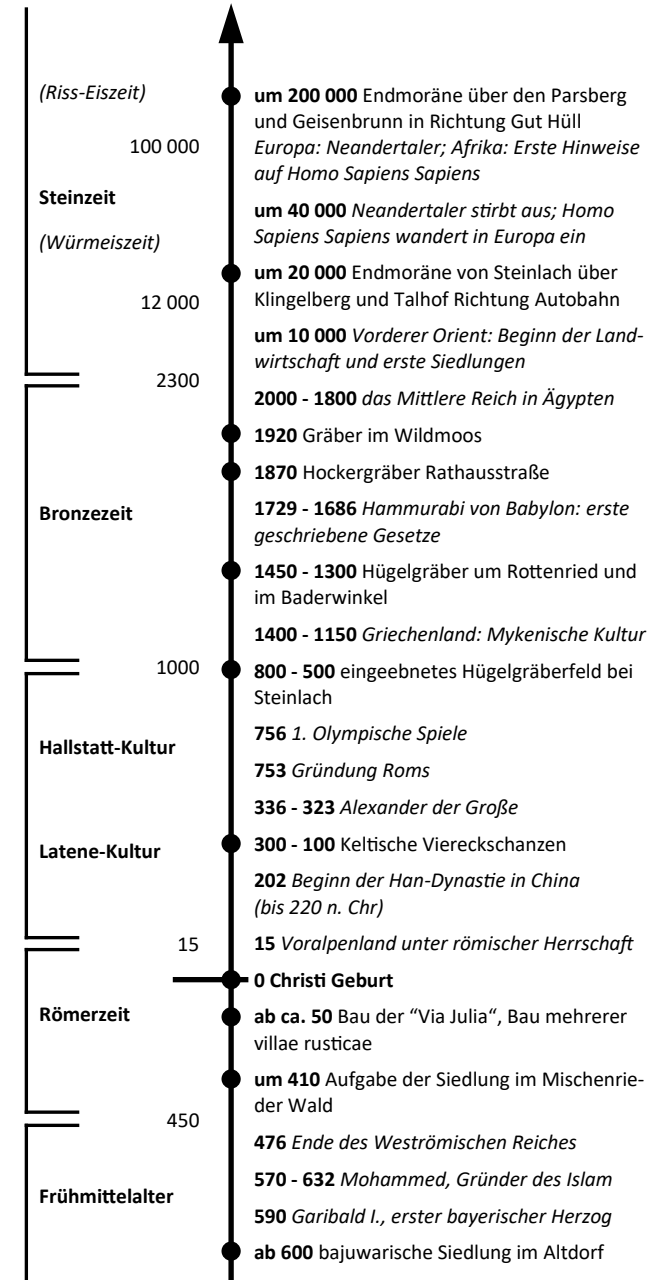 (Riss-Eiszeit)
um 200 000 Endmoräne über den Parsberg
und Geisenbrunn in Richtung Gut Hüll
100 000
Europa: Neandertaler; Afrika: Erste Hinweise
auf Homo Sapiens Sapiens
Steinzeit
um 40 000 Neandertaler stirbt aus; Homo
Sapiens Sapiens wandert in Europa ein
(Würmeiszeit)
um 20 000 Endmoräne von Steinlach über
Klingelberg und Talhof Richtung Autobahn
12 000
um 10 000 Vorderer Orient: Beginn der Land-
wirtschaft und erste Siedlungen
2300
2000 - 1800 das Mittlere Reich in Ägypten
1920 Gräber im Wildmoos
1870 Hockergräber Rathausstraße
Bronzezeit
1729 - 1686 Hammurabi von Babylon: erste
geschriebene Gesetze
1450 - 1300 Hügelgräber um Rottenried und
im Baderwinkel
1400 - 1150 Griechenland: Mykenische Kultur
1000
800 - 500 eingeebnetes Hügelgräberfeld bei
Steinlach
756 1. Olympische Spiele
Hallstatt-Kultur
753 Gründung Roms
336 - 323 Alexander der Große
Latene-Kultur
300 - 100 Keltische Viereckschanzen
202 Beginn der Han-Dynastie in China
(bis 220 n. Chr)
15
15 Voralpenland unter römischer Herrschaft
0 Christi Geburt
Römerzeit
ab ca. 50 Bau der “Via Julia“, Bau mehrerer
villae rusticae
um 410 Aufgabe der Siedlung im Mischenrie-
der Wald
450
476 Ende des Weströmischen Reiches
570 - 632 Mohammed, Gründer des Islam
Frühmittelalter
590 Garibald I., erster bayerischer Herzog
ab 600 bajuwarische Siedlung im Altdorf